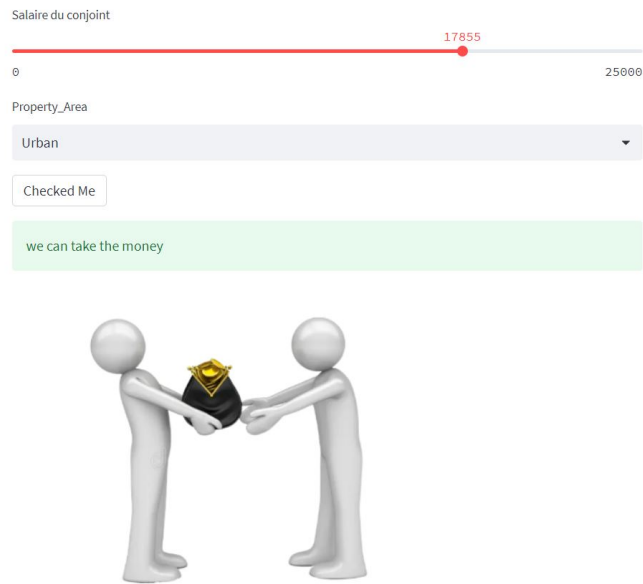 Salaire du conjoint
17855
0
25000
Property_Area
Urban
Checked Me
we can take the money